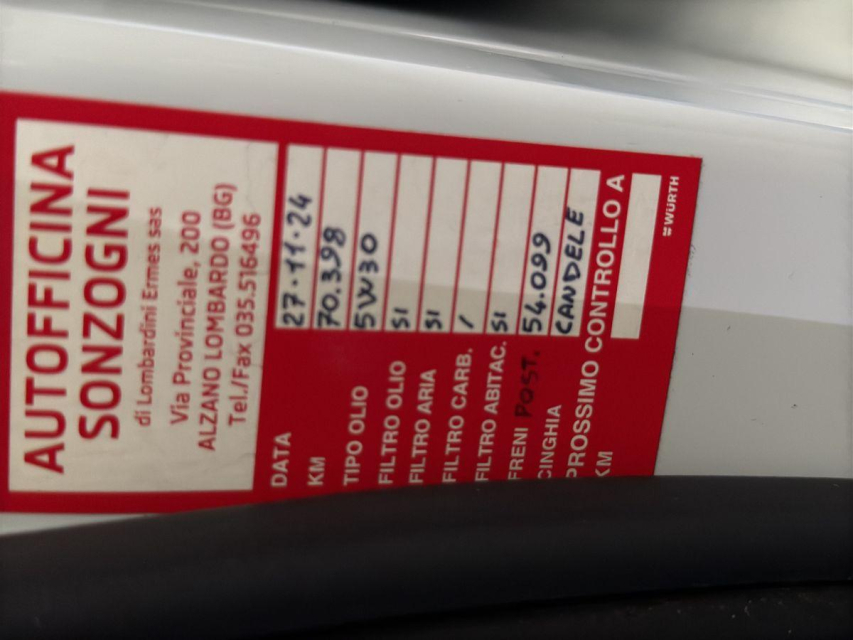 AUTOFFICINA
SONZOGNI
di Lombardini Ermes sas
Via Provinciale, 200
ALZANO LOMBARDO (BG)
Tel./Fax 035.516496
DATA 27.11.24
KM 70.398
TIPO OLIO 5W30
FILTRO OLIO SI
FILTRO ARIA SI
FILTRO CARB. /
FILTRO ABITAC. SI
FRENI POST. 54.099
CINGHIA CANDELE
PROSSIMO CONTROLLO A
KM
WÜRTH